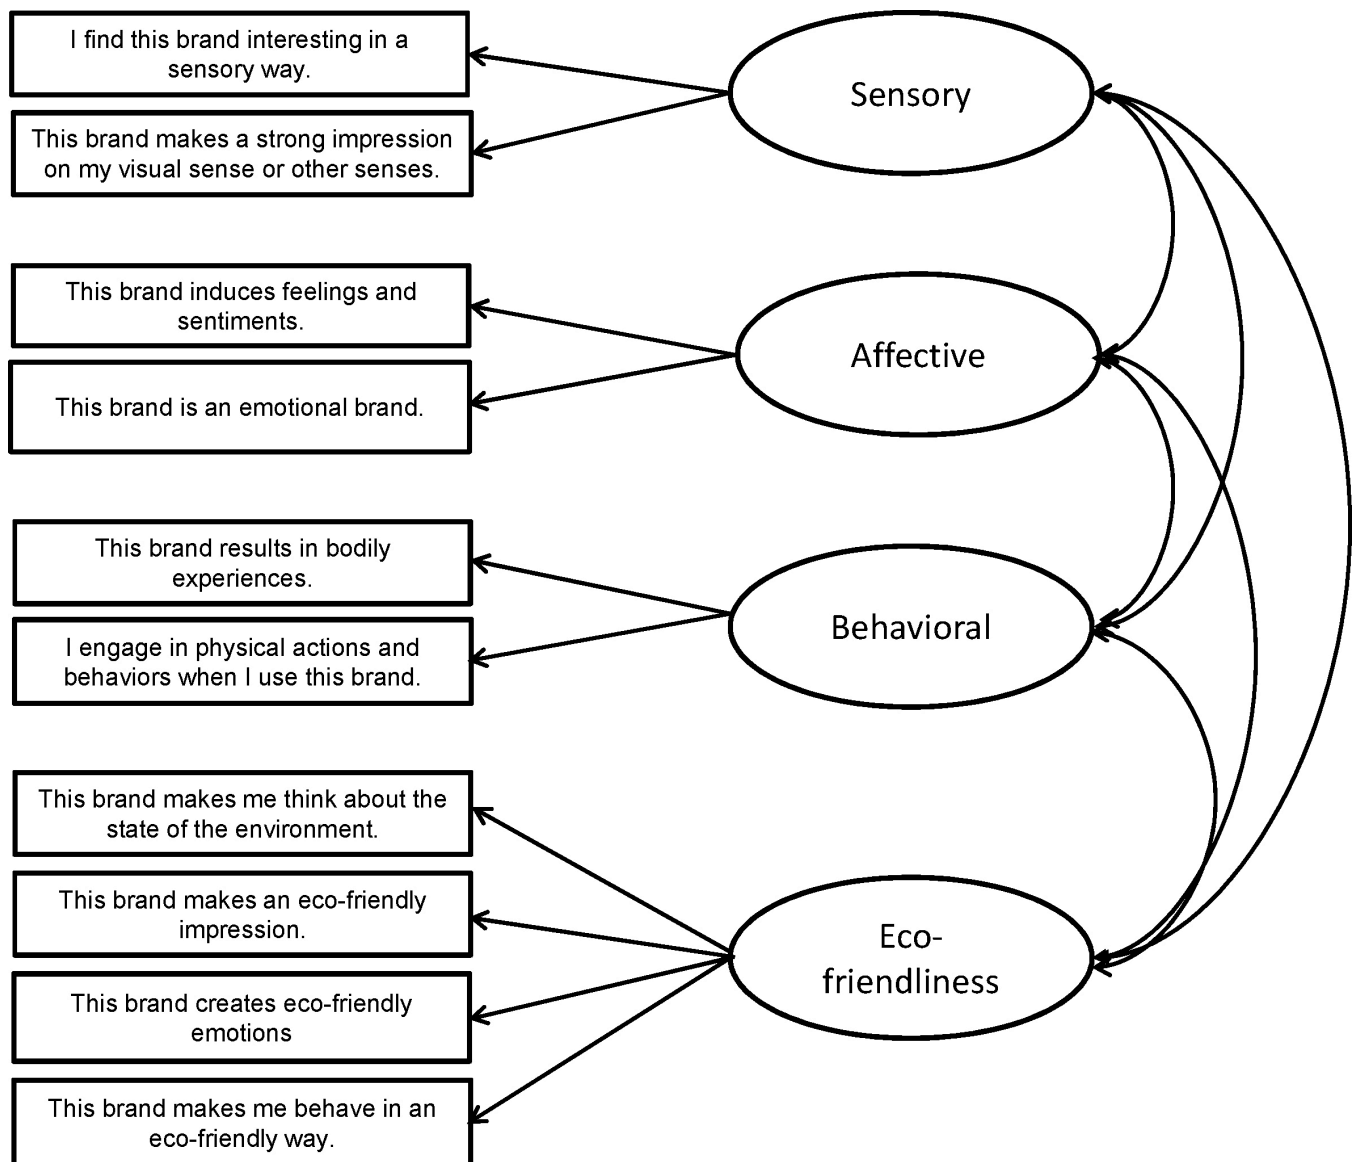 I find this brand interesting in a
sensory way.
This brand makes a strong impression
on my visual sense or other senses.
Sensory
This brand induces feelings and
sentiments.
This brand is an emotional brand.
Affective
This brand results in bodily
experiences.
I engage in physical actions and
behaviors when I use this brand.
Behavioral
This brand makes me think about the
state of the environment.
This brand makes an eco-friendly
impression.
This brand creates eco-friendly
emotions
This brand makes me behave in an
eco-friendly way.
Eco-
friendliness